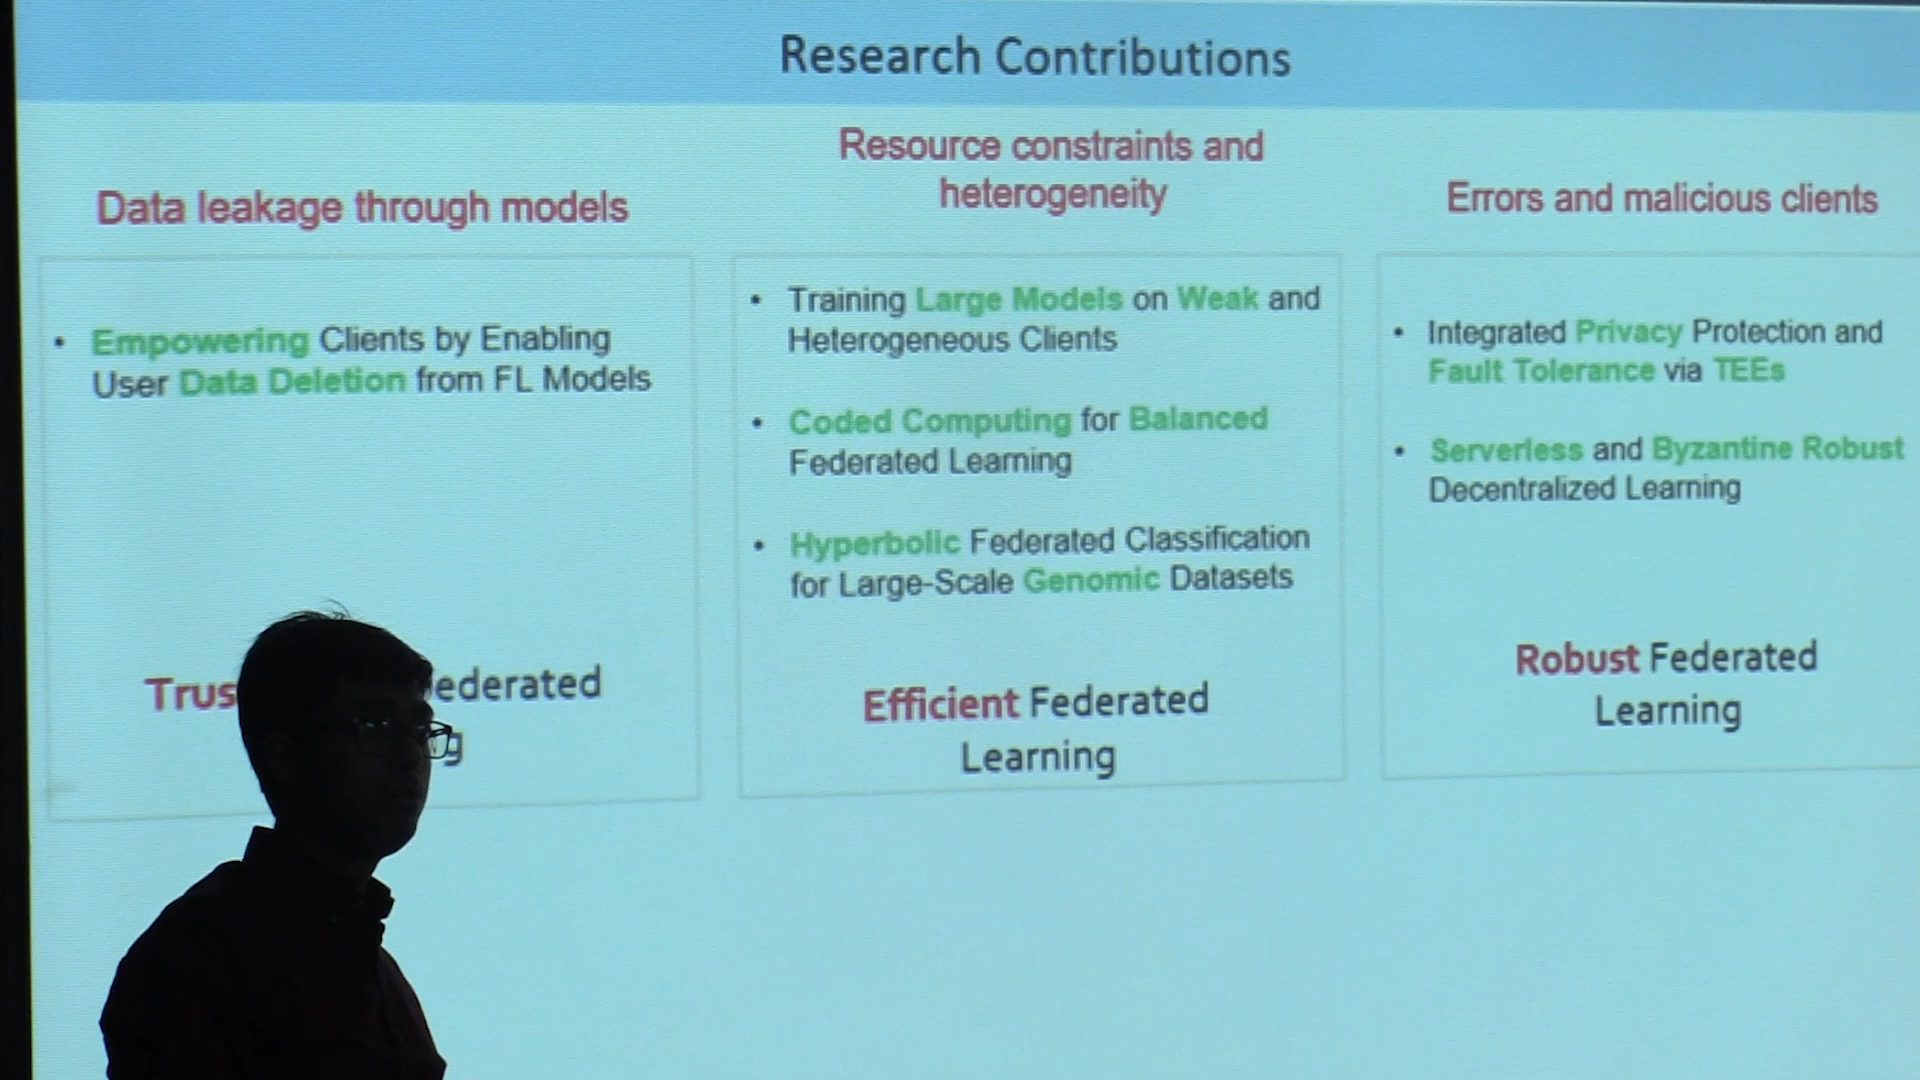 Research Contributions
Data leakage through models
• Empowering Clients by Enabling
User Data Deletion from FL Models
Trus ederated
g
Resource constraints and
heterogeneity
• Training Large Models on Weak and
Heterogeneous Clients
• Coded Computing for Balanced
Federated Learning
• Hyperbolic Federated Classification
for Large-Scale Genomic Datasets
Efficient Federated
Learning
Errors and malicious clients
• Integrated Privacy Protection and
Fault Tolerance via TEEs
• Serverless and Byzantine Robust
Decentralized Learning
Robust Federated
Learning